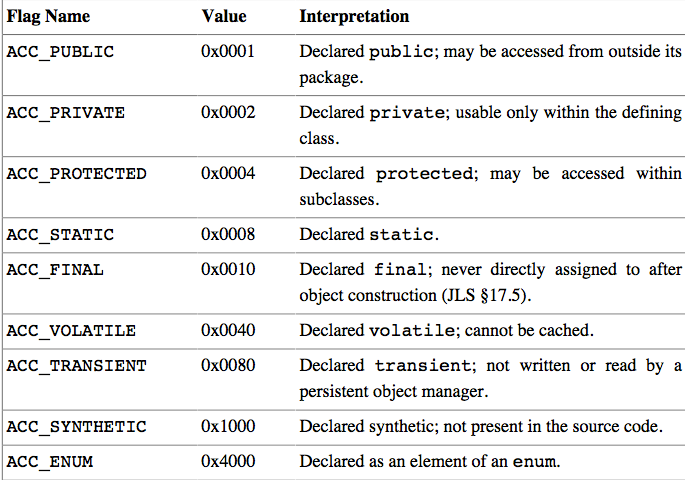 Flag Name Value Interpretation
ACC_PUBLIC 0x0001 Declared public; may be accessed from outside its
package.
ACC_PRIVATE 0x0002 Declared private; usable only within the defining
class.
ACC_PROTECTED 0x0004 Declared protected; may be accessed within
subclasses.
ACC_STATIC 0x0008 Declared static.
ACC_FINAL 0x0010 Declared final; never directly assigned to after
object construction (JLS §17.5).
ACC_VOLATILE 0x0040 Declared volatile; cannot be cached.
ACC_TRANSIENT 0x0080 Declared transient; not written or read by a
persistent object manager.
ACC_SYNTHETIC 0x1000 Declared synthetic; not present in the source code.
ACC_ENUM 0x4000 Declared as an element of an enum.